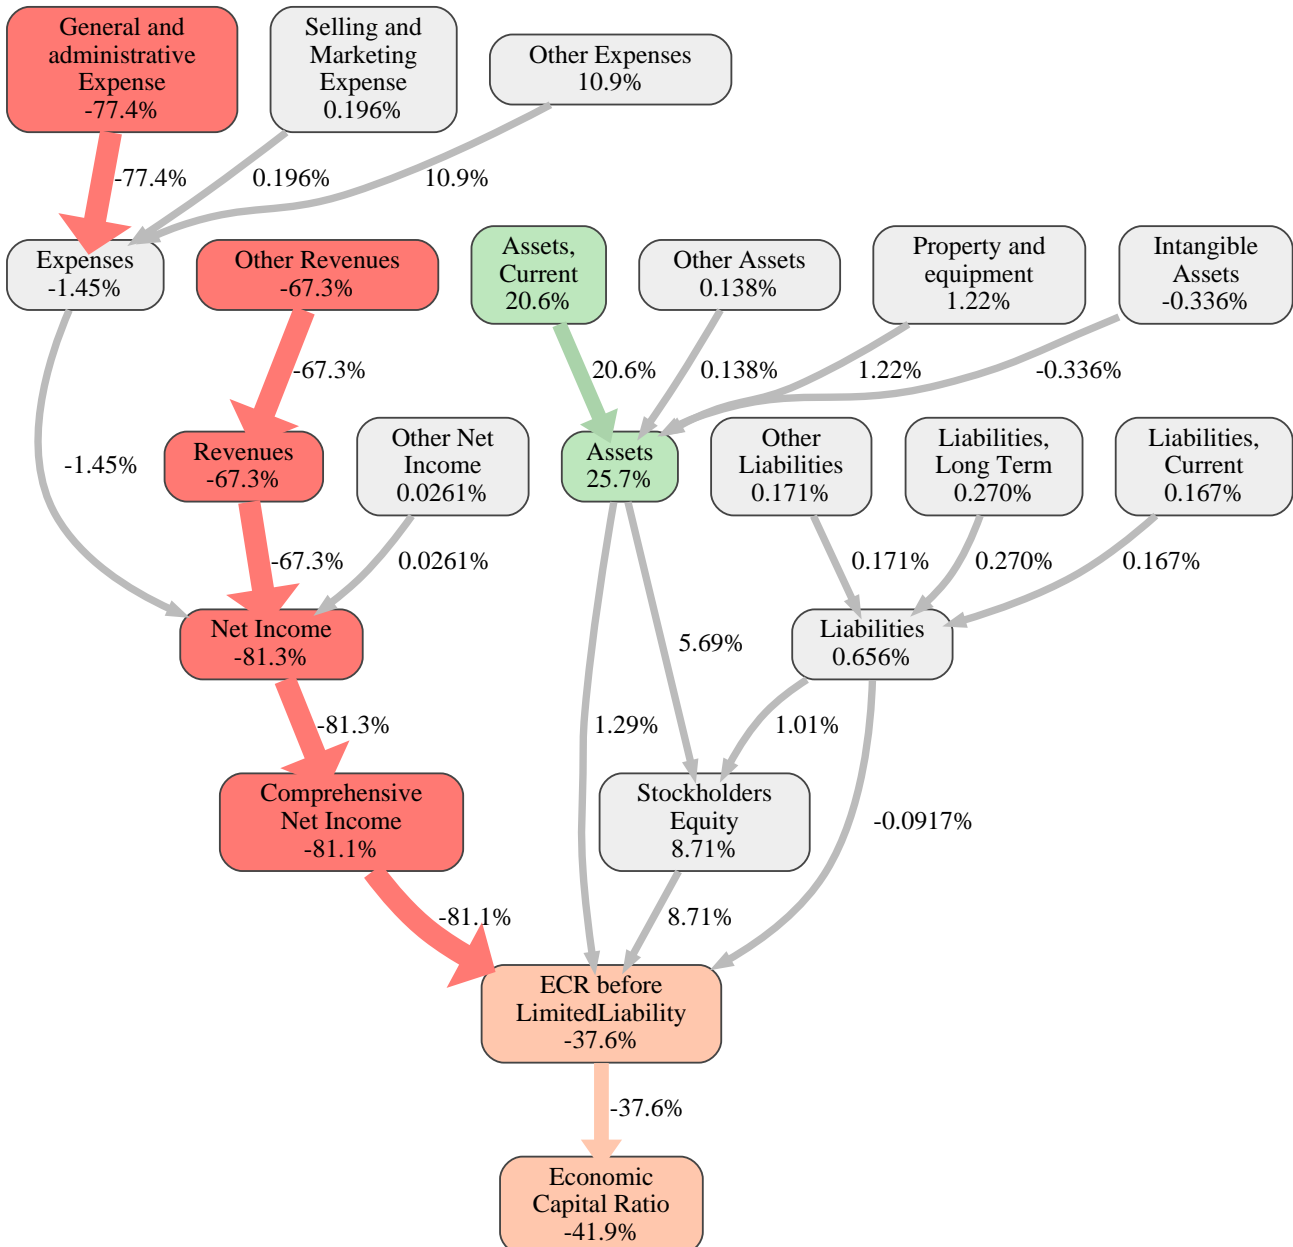 General and
administrative
Expense
-77.4%
Selling and
Marketing
Expense
0.196%
Other Expenses
10.9%
-77.4%
0.196%
10.9%
Expenses
-1.45%
Other Revenues
-67.3%
Assets,
Current
20.6%
Other Assets
0.138%
Property and
equipment
1.22%
Intangible
Assets
-0.336%
-67.3%
20.6%
0.138%
1.22%
-0.336%
-1.45%
Revenues
-67.3%
Other Net
Income
0.0261%
Assets
25.7%
Other
Liabilities
0.171%
Liabilities,
Long Term
0.270%
Liabilities,
Current
0.167%
-67.3%
0.0261%
0.171%
0.270%
0.167%
Net Income
-81.3%
5.69%
Liabilities
0.656%
-81.3%
1.29%
1.01%
Comprehensive
Net Income
-81.1%
Stockholders
Equity
8.71%
-0.0917%
-81.1%
8.71%
ECR before
LimitedLiability
-37.6%
-37.6%
Economic
Capital Ratio
-41.9%